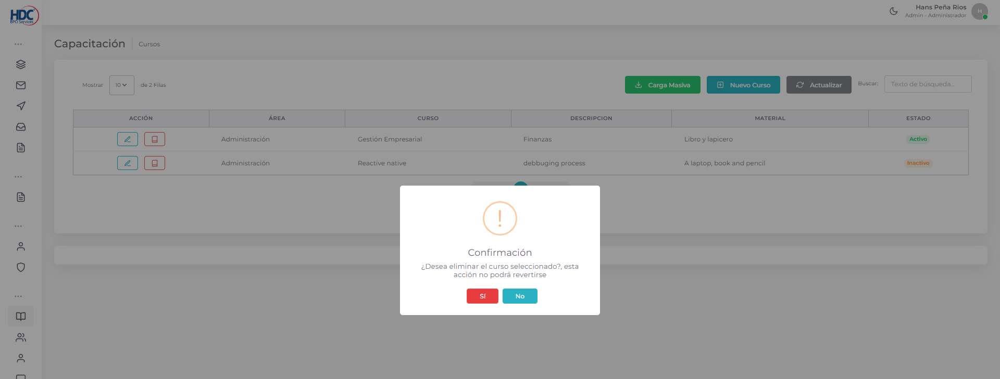 HDC
BPO Services
Hans Peña Rios
Admin - Administrador
H
Capacitación
Cursos
Mostrar 10 de 2 Filas
Carga Masiva
Nuevo Curso
Actualizar
Buscar:
Texto de búsqueda...
ACCIÓN ÁREA CURSO DESCRIPCION MATERIAL ESTADO
Administración Gestión Empresarial Finanzas Libro y lapicero Activo
Administración Reactive native debbuging process A laptop, book and pencil Inactivo
!
Confirmación
¿Desea eliminar el curso seleccionado?, esta
acción no podrá revertirse
Sí
No